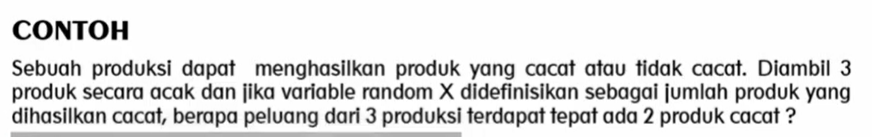 CONTOH
Sebuah produksi dapat menghasilkan produk yang cacat atau tidak cacat. Diambil 3
produk secara acak dan jika variable random X didefinisikan sebagai jumlah produk yang
dihasilkan cacat, berapa peluang dari 3 produksi terdapat tepat ada 2 produk cacat ?